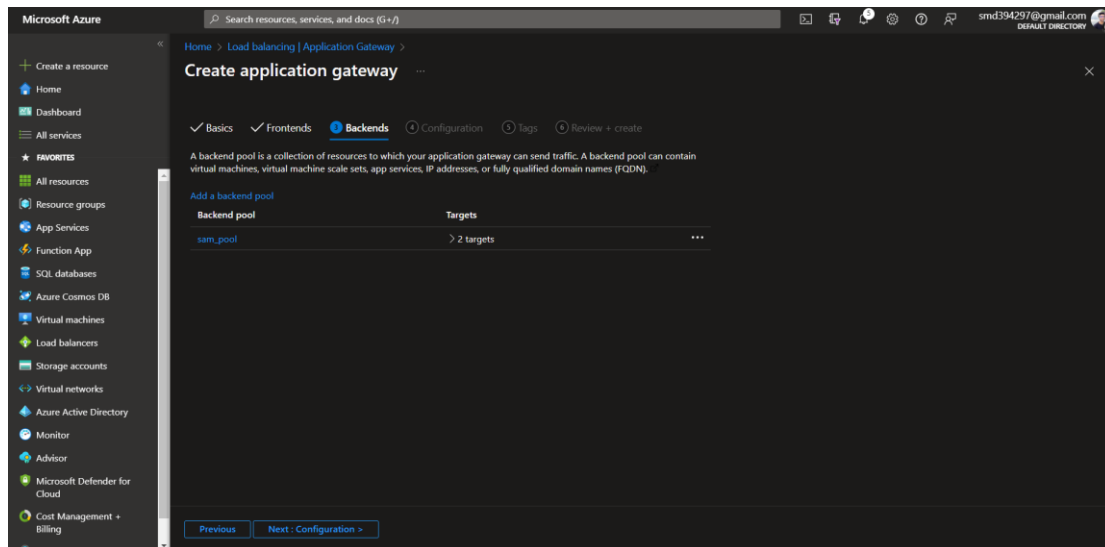 Microsoft Azure
Search resources, services, and docs (G+/)
5
smd394297@gmail.com
DEFAULT DIRECTORY
Create a resource
Home
Dashboard
All services
FAVORITES
All resources
Resource groups
App Services
Function App
SQL databases
Azure Cosmos DB
Virtual machines
Load balancers
Storage accounts
Virtual networks
Azure Active Directory
Monitor
Advisor
Microsoft Defender for
Cloud
Cost Management +
Billing
Home > Load balancing | Application Gateway >
Create application gateway ...
Basics Frontends 3 Backends 4 Configuration 5 Tags 6 Review + create
A backend pool is a collection of resources to which your application gateway can send traffic. A backend pool can contain
virtual machines, virtual machine scale sets, app services, IP addresses, or fully qualified domain names (FQDN).
Add a backend pool
Backend pool Targets
sam_pool > 2 targets ...
Previous Next : Configuration >